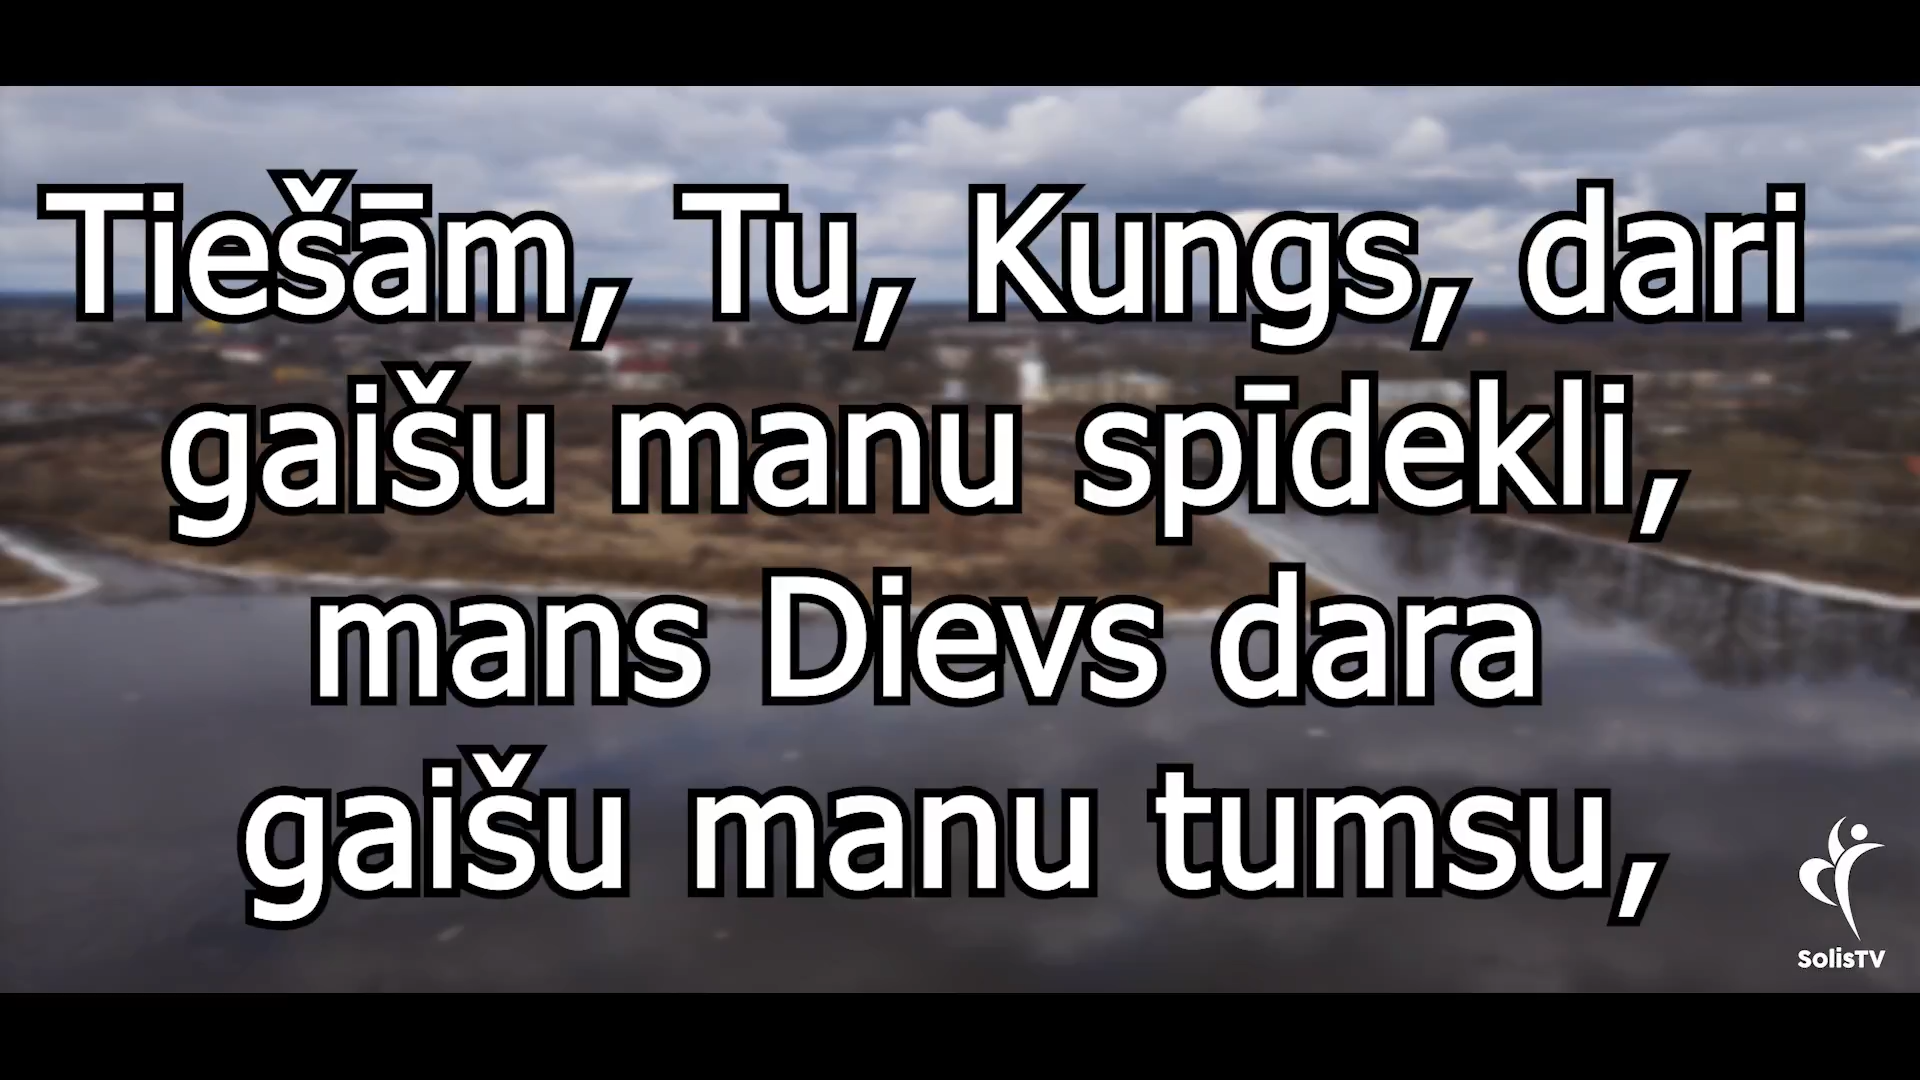 Tiešām, Tu, Kungs, dari
gaišu manu spīdekli,
mans Dievs dara
gaišu manu tumsu,
SolisTV